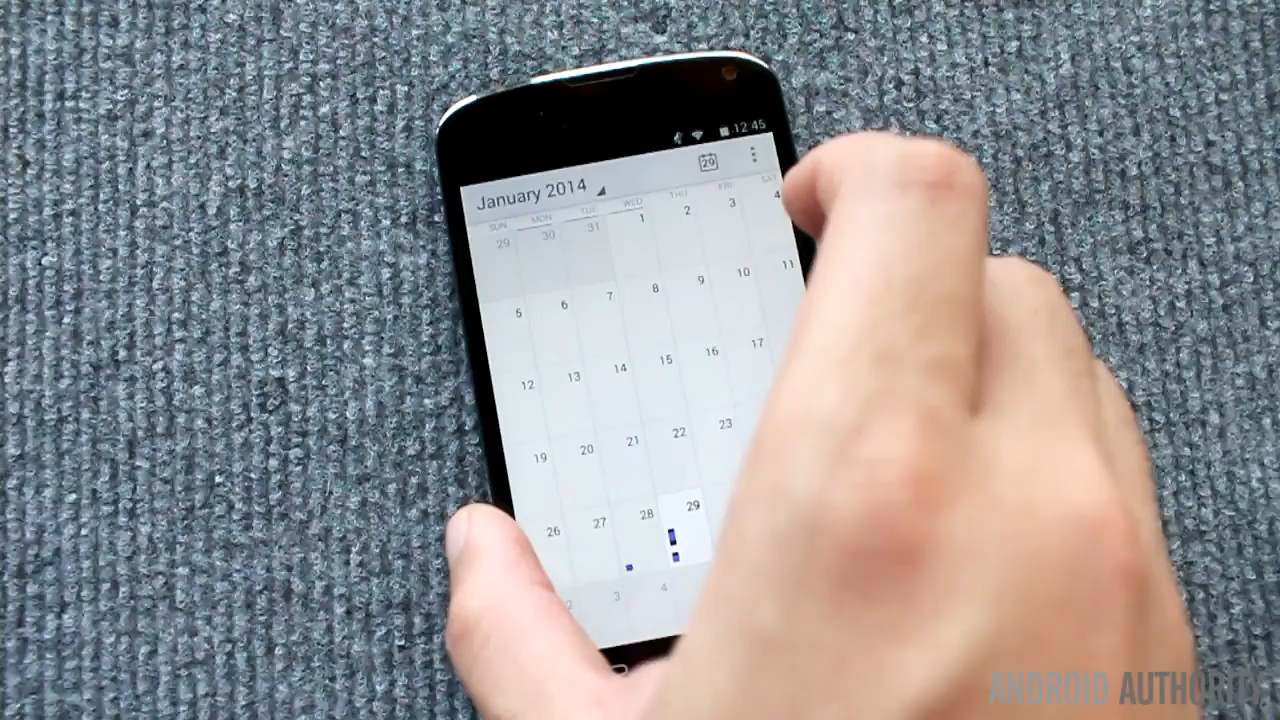 12:45
January 2014
29
SUN MON TUE WED THU FRI SAT
29 30 31 1 2 3 4
5 6 7 8 9 10 11
12 13 14 15 16 17
19 20 21 22 23
26 27 28 29
2 3 4
ANDROID AUTHORITY